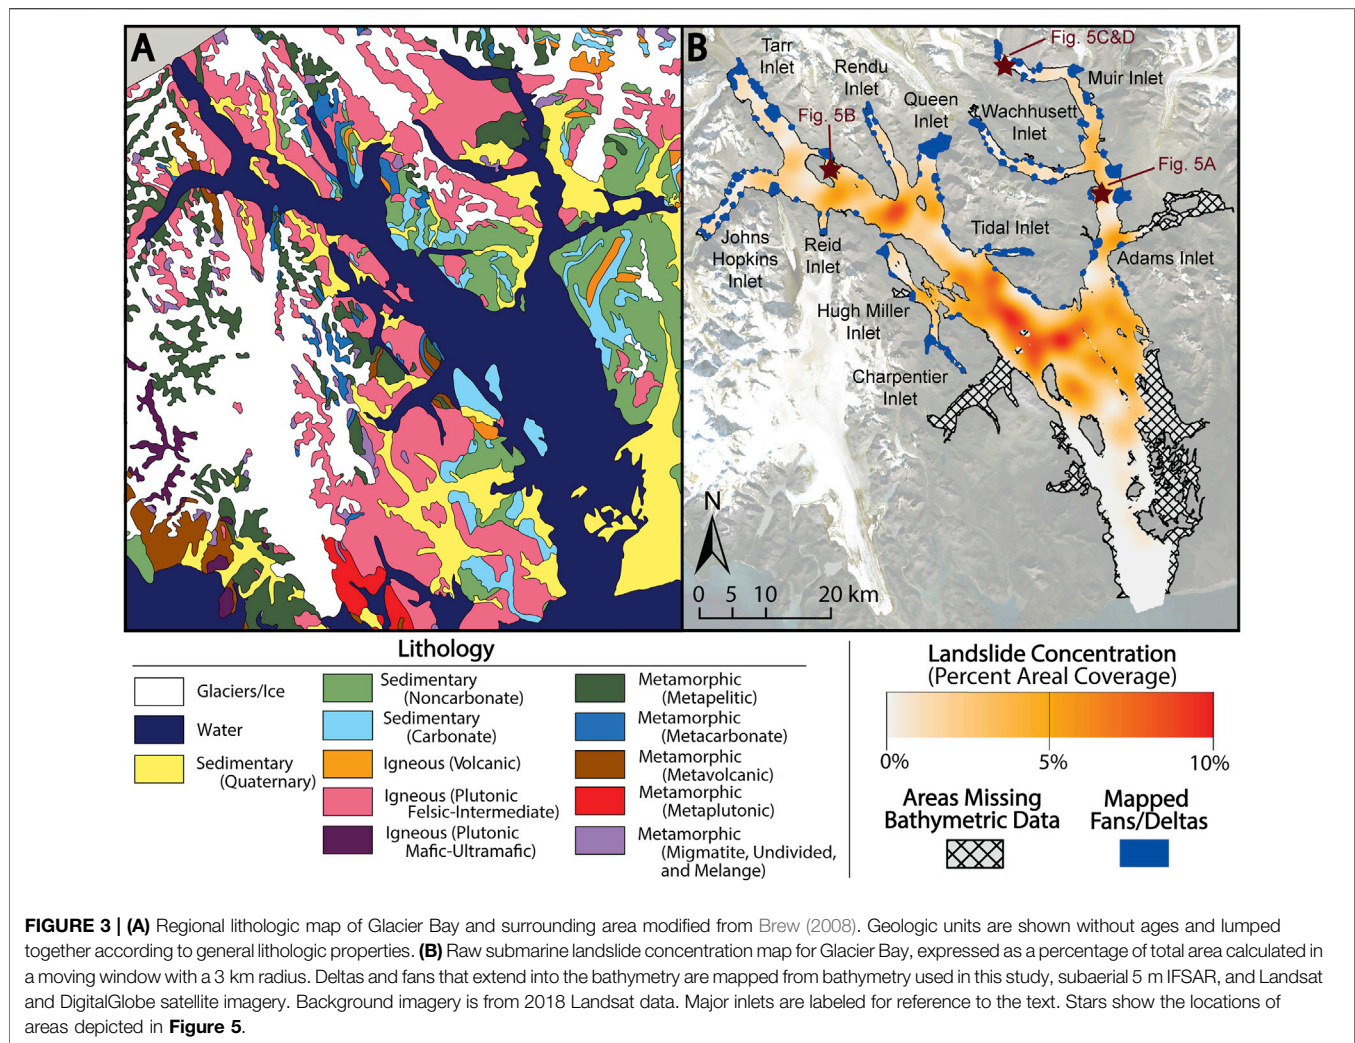 A
B
Tarr
Inlet
Rendu
Inlet
Queen
Inlet
Fig. 5C&D
Muir Inlet
Wachhusett
Inlet
Fig. 5B
Fig. 5A
Johns
Hopkins
Inlet
Reid
Inlet
Tidal Inlet
Adams Inlet
Hugh Miller
Inlet
Charpentier
Inlet
N
0 5 10 20 km
Lithology
Glaciers/Ice
Water
Sedimentary
(Quaternary)
Sedimentary
(Noncarbonate)
Sedimentary
(Carbonate)
Igneous (Volcanic)
Igneous (Plutonic
Felsic-Intermediate)
Igneous (Plutonic
Mafic-Ultramafic)
Metamorphic
(Metapelitic)
Metamorphic
(Metacarbonate)
Metamorphic
(Metavolcanic)
Metamorphic
(Metaplutonic)
Metamorphic
(Migmatite, Undivided,
and Melange)
Landslide Concentration
(Percent Areal Coverage)
0% 5% 10%
Areas Missing
Bathymetric Data
Mapped
Fans/Deltas
FIGURE 3 | (A) Regional lithologic map of Glacier Bay and surrounding area modified from Brew (2008). Geologic units are shown without ages and lumped
together according to general lithologic properties. (B) Raw submarine landslide concentration map for Glacier Bay, expressed as a percentage of total area calculated in
a moving window with a 3 km radius. Deltas and fans that extend into the bathymetry are mapped from bathymetry used in this study, subaerial 5 m IFSAR, and Landsat
and DigitalGlobe satellite imagery. Background imagery is from 2018 Landsat data. Major inlets are labeled for reference to the text. Stars show the locations of
areas depicted in Figure 5.